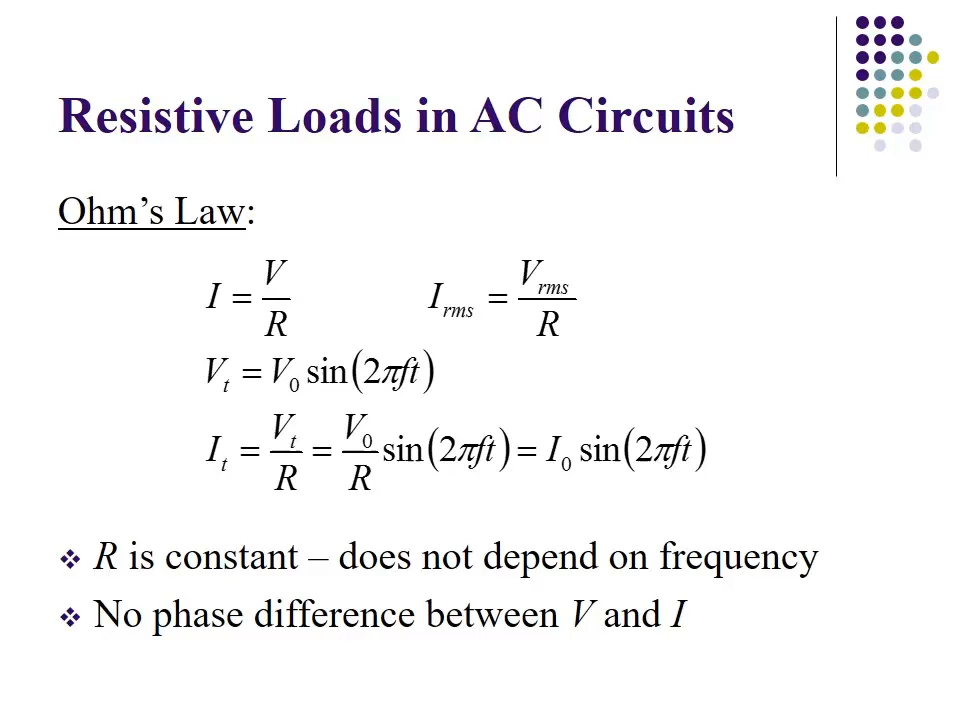 Resistive Loads in AC Circuits
Ohm’s Law:
I = V/R    I_rms = V_rms/R
V_t = V_0 sin(2πft)
I_t = V_t/R = V_0/R sin(2πft) = I_0 sin(2πft)
❖ R is constant – does not depend on frequency
❖ No phase difference between V and I